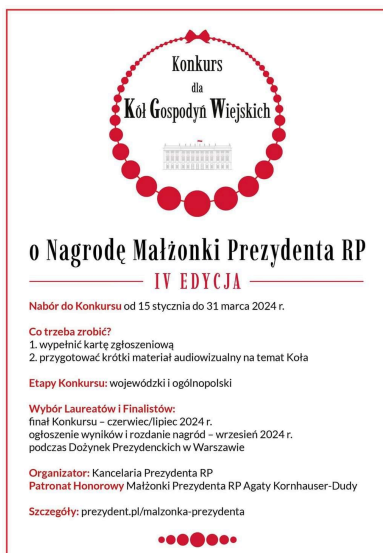 Konkurs
dla
Kół Gospodyń Wiejskich
o Nagrodę Małżonki Prezydenta RP
IV EDYCJA
Nabór do Konkursu od 15 stycznia do 31 marca 2024 r.
Co trzeba zrobić?
1. wypełnić kartę zgłoszeniową
2. przygotować krótki materiał audiowizualny na temat Koła
Etapy Konkursu: wojewódzki i ogólnopolski
Wybór Laureatów i Finalistów:
finał Konkursu – czerwiec/lipiec 2024 r.
ogłoszenie wyników i rozdanie nagród – wrzesień 2024 r.
podczas Dożynek Prezydenckich w Warszawie
Organizator: Kancelaria Prezydenta RP
Patronat Honorowy Małżonki Prezydenta RP Agaty Kornhauser-Dudy
Szczegóły: prezydent.pl/malzonka-prezydenta